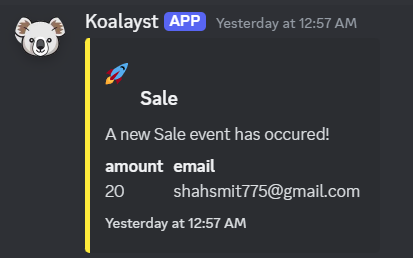 Koalayst APP Yesterday at 12:57 AM
Sale
A new Sale event has occured!
amount email
20 shahsmit775@gmail.com
Yesterday at 12:57 AM